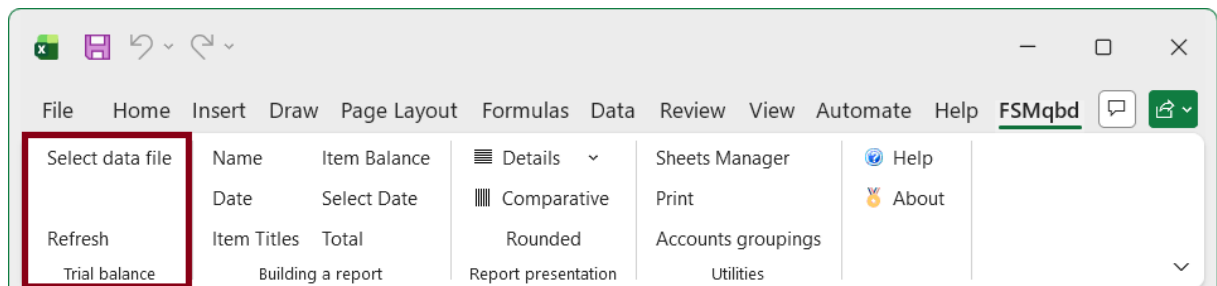 File Home Insert Draw Page Layout Formulas Data Review View Automate Help FSMqbd
Select data file Name Item Balance Details Sheets Manager Help
Date Select Date Comparative Print About
Refresh Item Titles Total Rounded Accounts groupings
Trial balance Building a report Report presentation Utilities